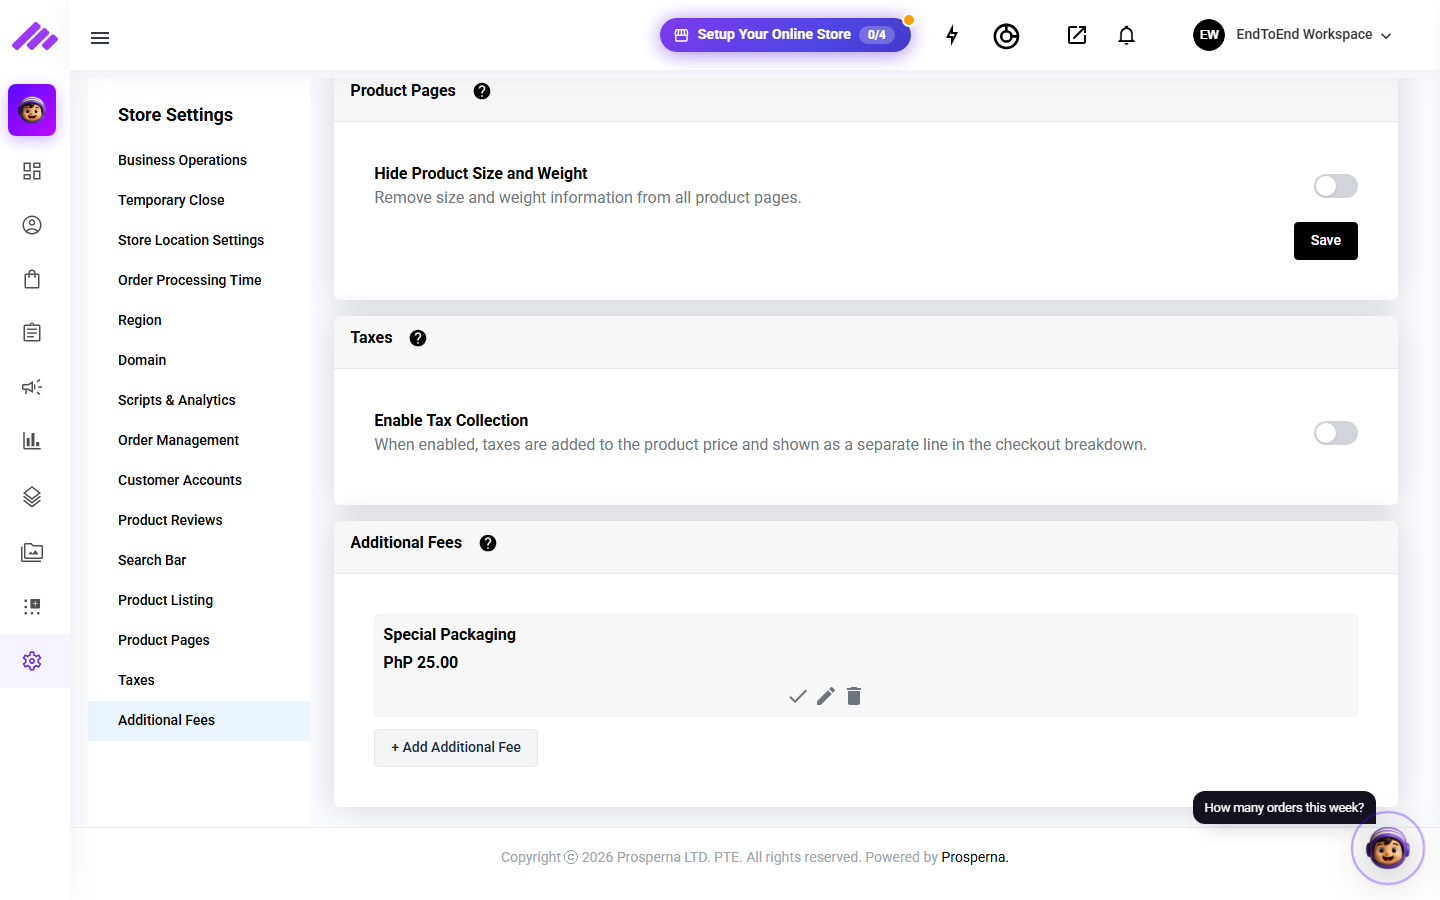 Setup Your Online Store 0/4
EW EndToEnd Workspace
Store Settings
Business Operations
Temporary Close
Store Location Settings
Order Processing Time
Region
Domain
Scripts & Analytics
Order Management
Customer Accounts
Product Reviews
Search Bar
Product Listing
Product Pages
Taxes
Additional Fees
Product Pages ?
Hide Product Size and Weight
Remove size and weight information from all product pages.
Save
Taxes ?
Enable Tax Collection
When enabled, taxes are added to the product price and shown as a separate line in the checkout breakdown.
Additional Fees ?
Special Packaging
PhP 25.00
+ Add Additional Fee
How many orders this week?
Copyright © 2026 Prosperna LTD. PTE. All rights reserved. Powered by Prosperna.